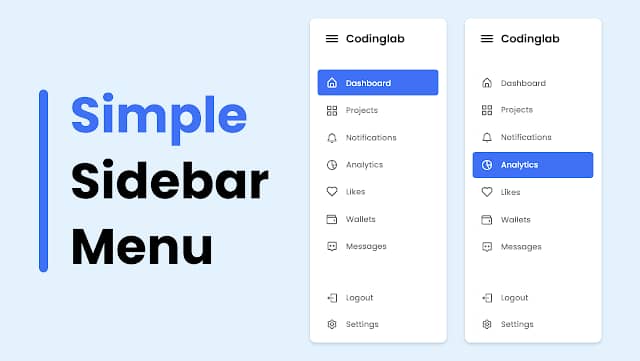 Simple
Sidebar
Menu
Codinglab
Dashboard
Projects
Notifications
Analytics
Likes
Wallets
Messages
Logout
Settings
Codinglab
Dashboard
Projects
Notifications
Analytics
Likes
Wallets
Messages
Logout
Settings